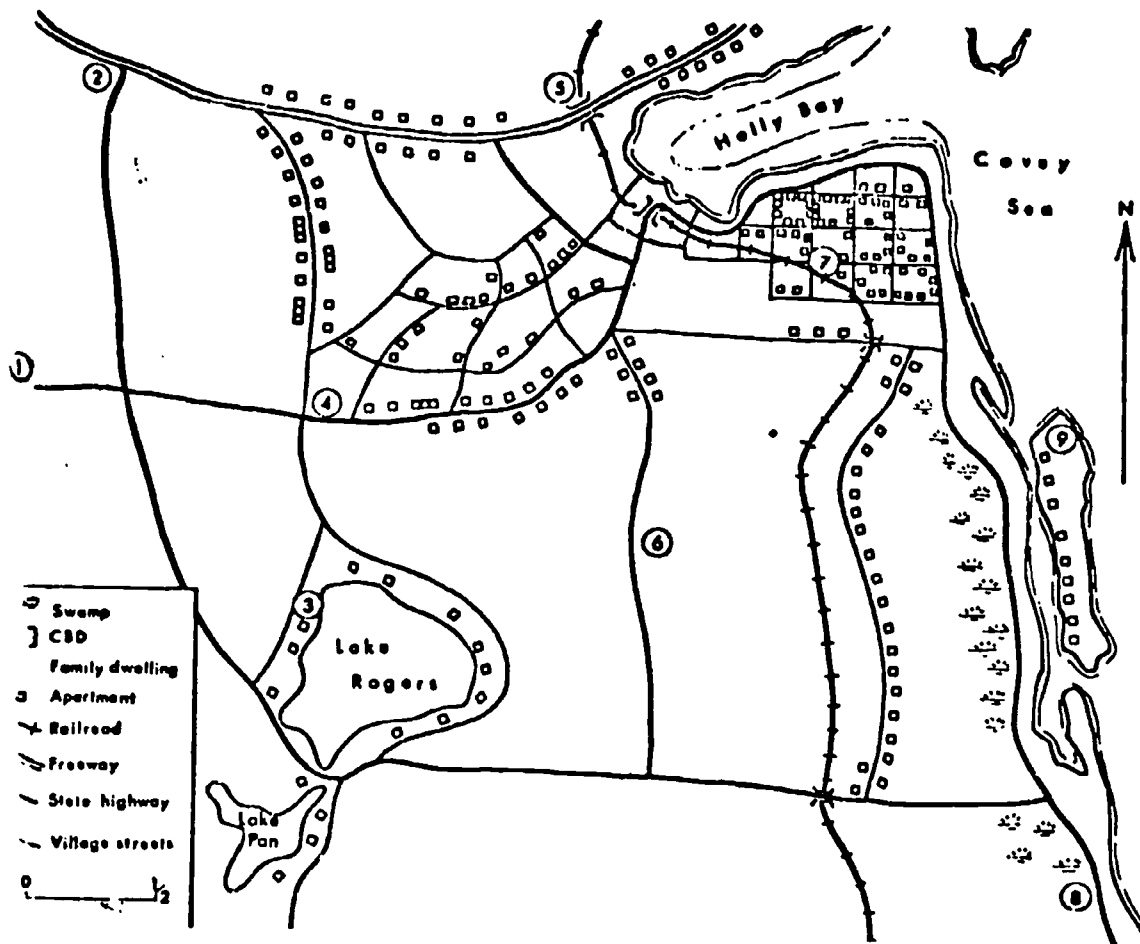 2
5
Holly Bay
Covey
Sea
N
7
1
4
9
6
3
Lake
Rogers
Swamp
CBD
Family dwelling
Apartment
Railroad
Freeway
State highway
Village streets
0
1/2
Lake
Pan
8